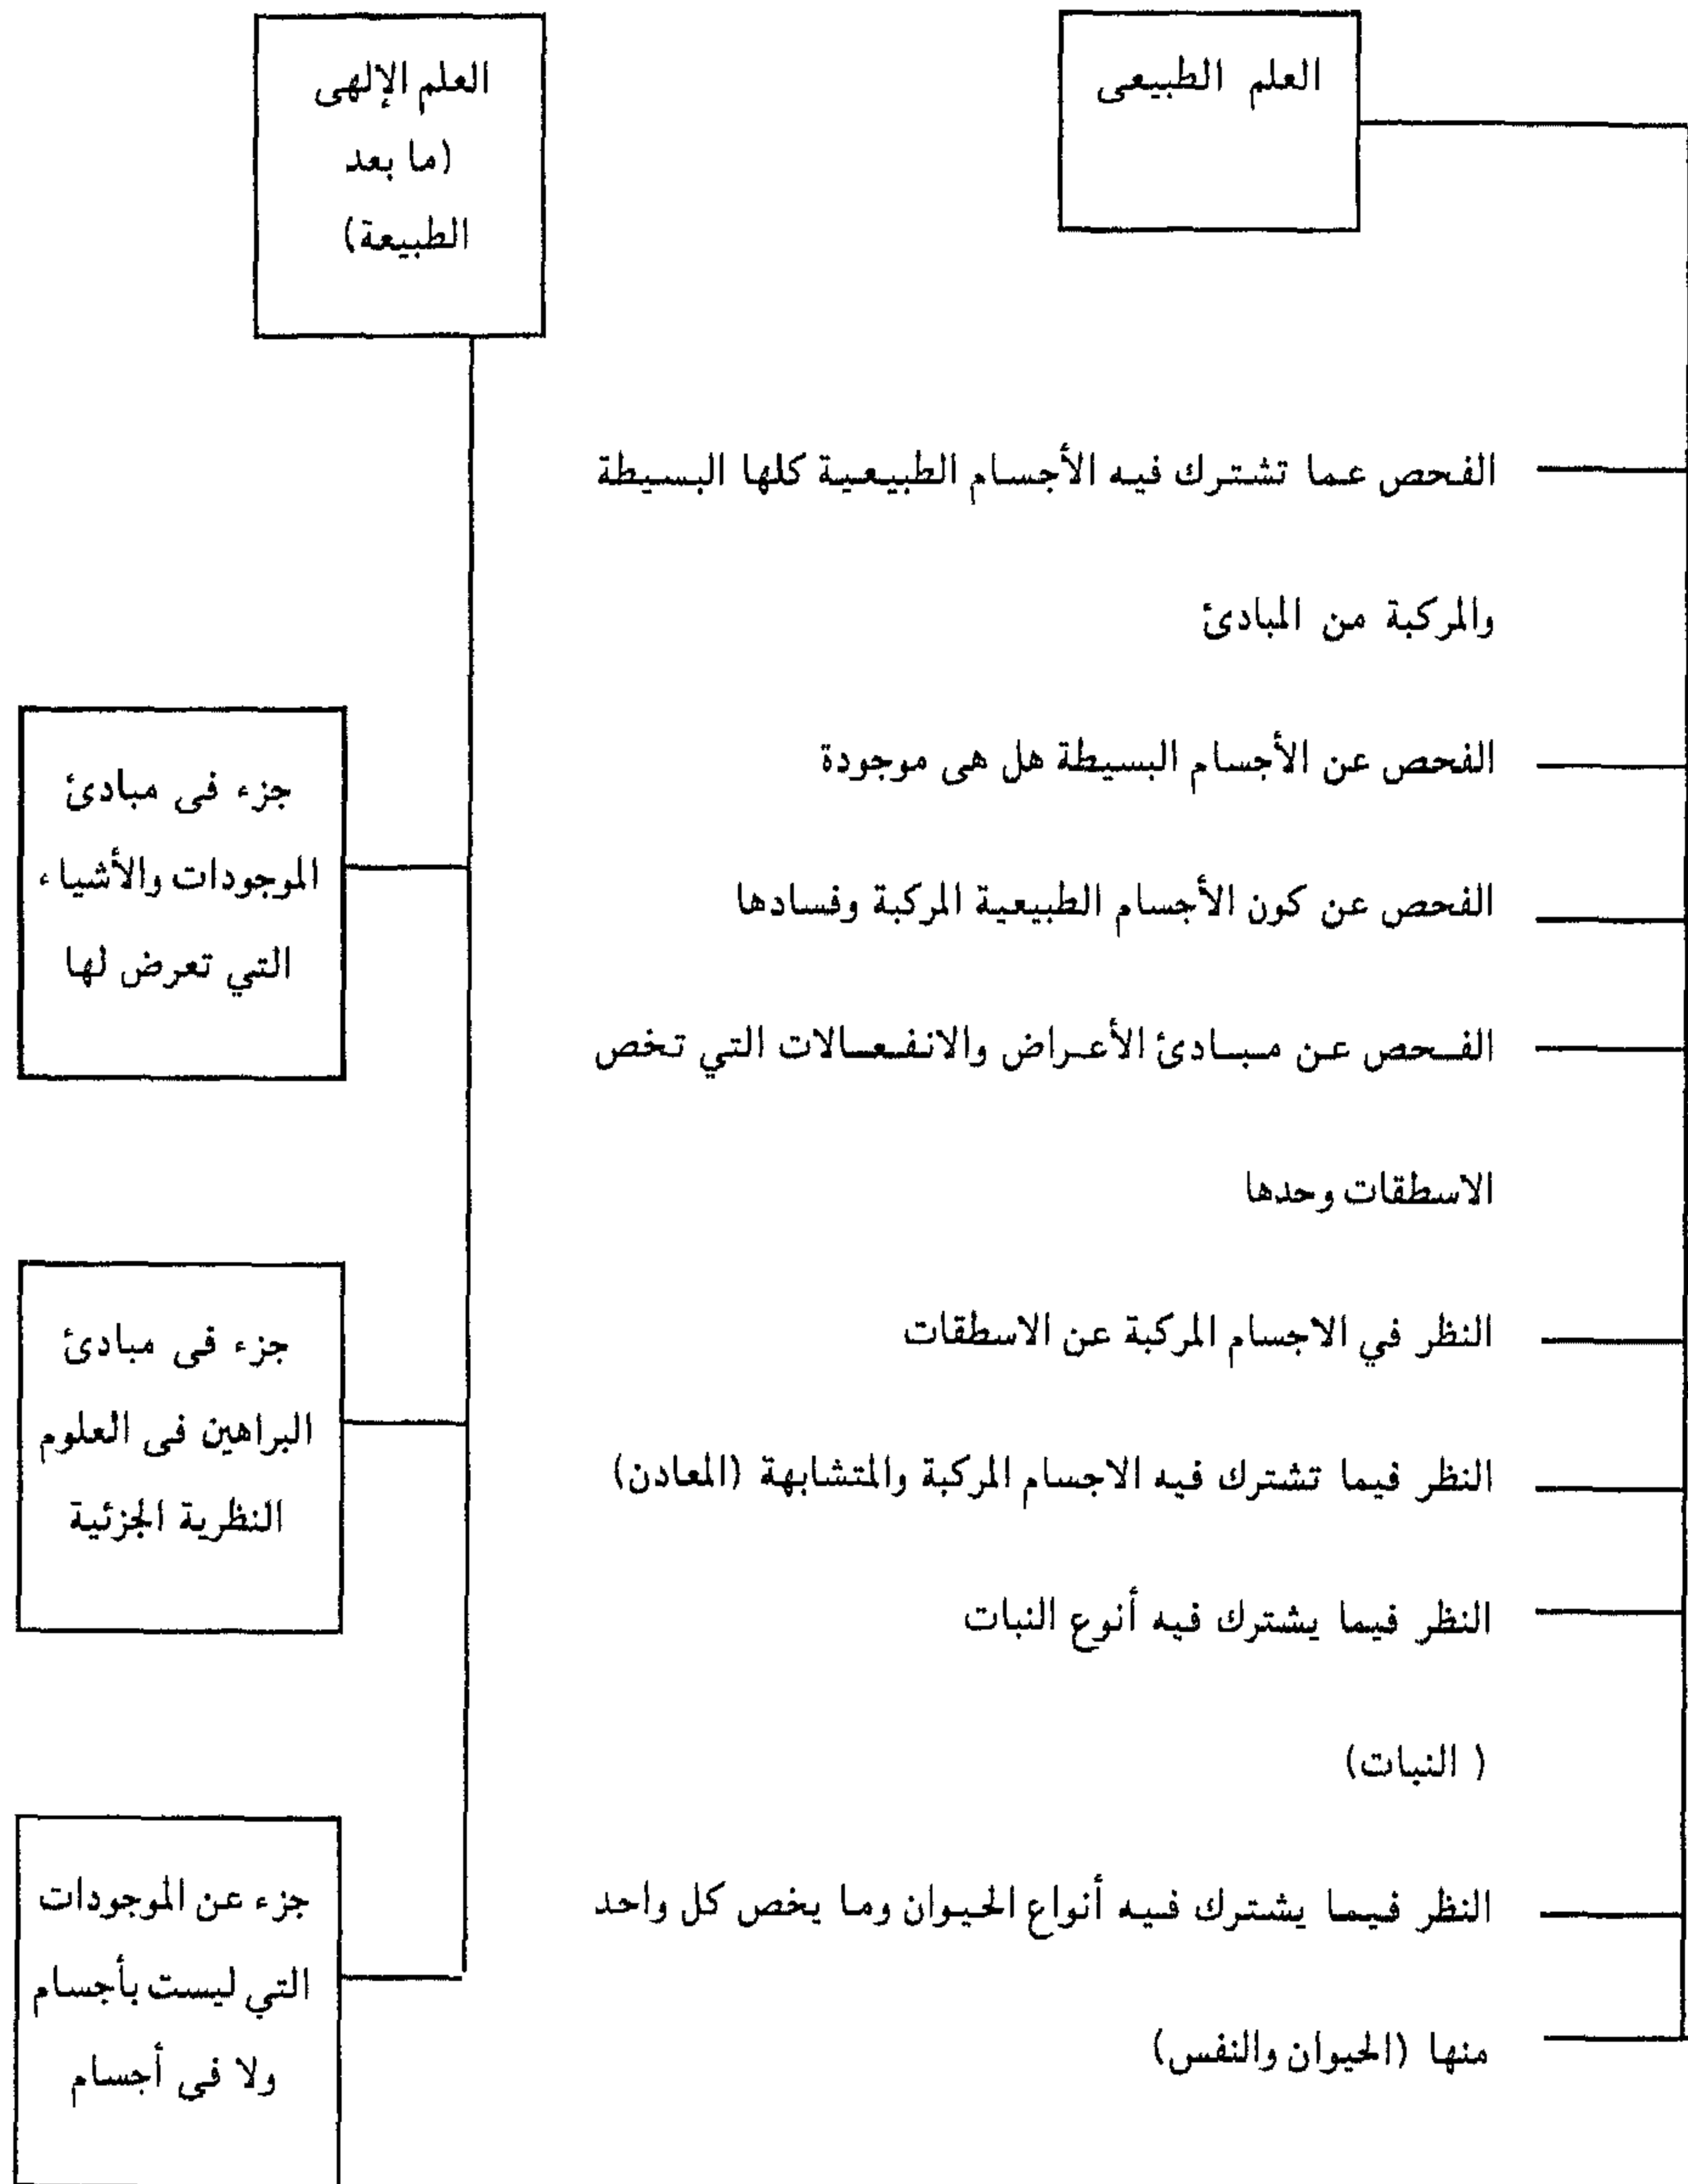 العلم الطبيعى
العلم الإلهى
(ما بعد
الطبيعة)
الفحص عما تشترك فيه الأجسام الطبيعية كلها البسيطة
والمركبة من المبادئ
الفحص عن الأجسام البسيطة هل هى موجودة
الفحص عن كون الأجسام الطبيعية المركبة وفسادها
الفحص عن مبادئ الأعراض والانفعالات التي تخص
الاسطقات وحدها
النظر في الاجسام المركبة عن الاسطقات
النظر فيما تشترك فيه الاجسام المركبة والمتشابهة (المعادن)
النظر فيما يشترك فيه أنوع النبات
( النبات)
النظر فيما يشترك فيه أنواع الحيوان وما يخص كل واحد
منها (الحيوان والنفس)
جزء فى مبادئ
الموجودات والأشياء
التي تعرض لها
جزء فى مبادئ
البراهين فى العلوم
النظرية الجزئية
جزء عن الموجودات
التي ليست بأجسام
ولا فى أجسام